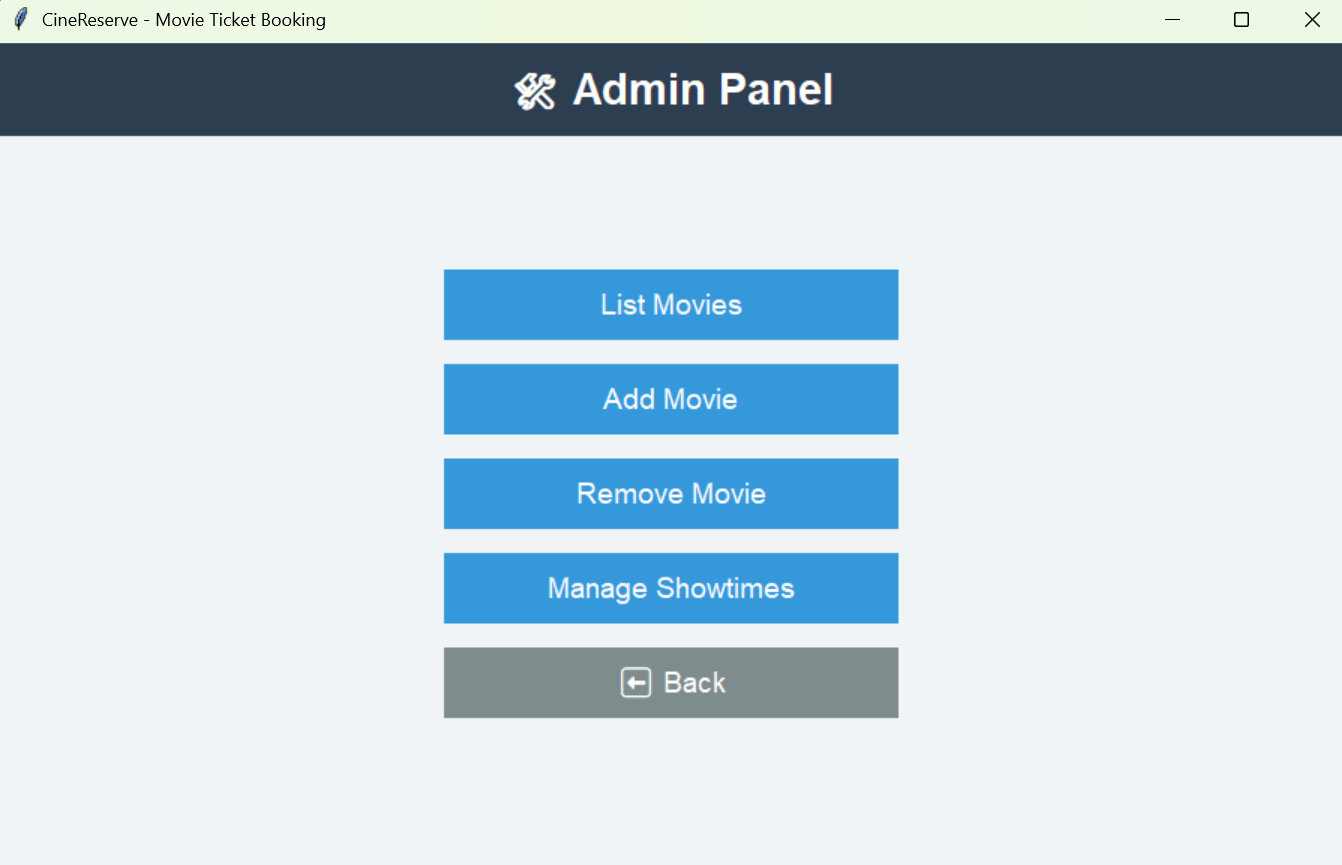 CineReserve - Movie Ticket Booking
🛠 Admin Panel
List Movies
Add Movie
Remove Movie
Manage Showtimes
⬅ Back